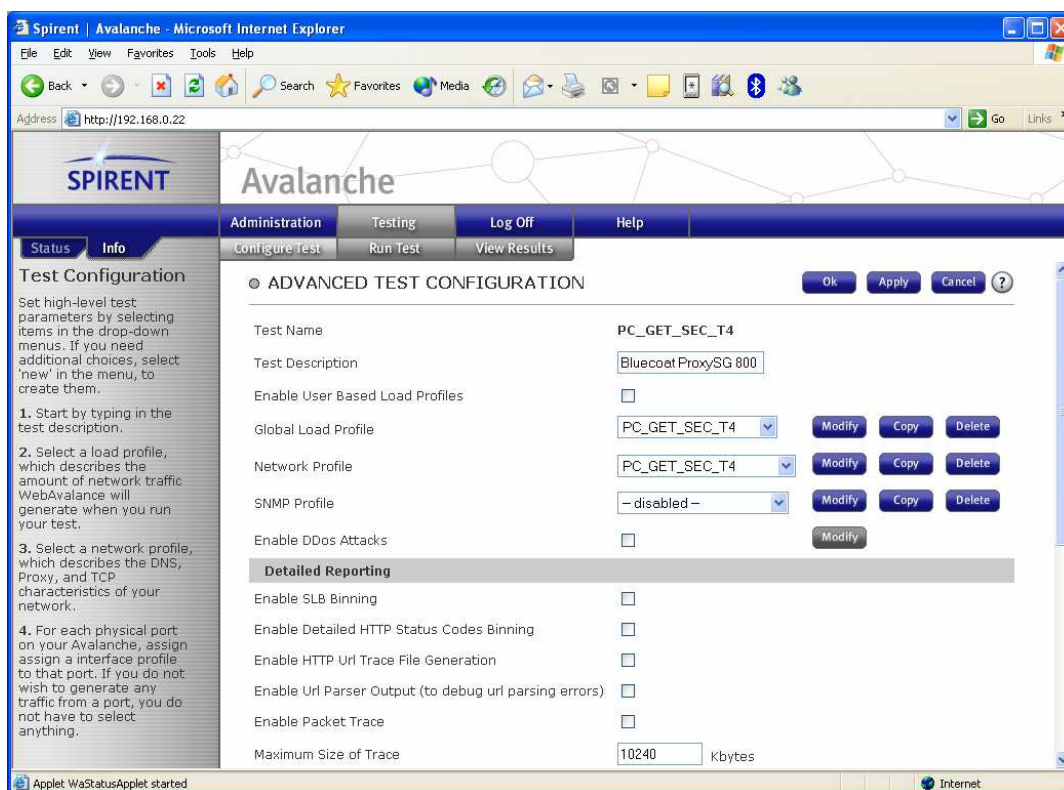 Spirent | Avalanche - Microsoft Internet Explorer
File Edit View Favorites Tools Help
Back Search Favorites Media
Address http://192.168.0.22 Go Links
SPIRENT
Avalanche
Administration Testing Log Off Help
Status Info
Configure Test Run Test View Results
Test Configuration
Set high-level test
parameters by selecting
items in the drop-down
menus. If you need
additional choices, select
'new' in the menu, to
create them.
1. Start by typing in the
test description.
2. Select a load profile,
which describes the
amount of network traffic
WebAvalance will
generate when you run
your test.
3. Select a network profile,
which describes the DNS,
Proxy, and TCP
characteristics of your
network.
4. For each physical port
on your Avalanche, assign
assign a interface profile
to that port. If you do not
wish to generate any
traffic from a port, you do
not have to select
anything.
ADVANCED TEST CONFIGURATION Ok Apply Cancel ?
Test Name PC_GET_SEC_T4
Test Description Bluecoat ProxySG 800
Enable User Based Load Profiles
Global Load Profile PC_GET_SEC_T4 Modify Copy Delete
Network Profile PC_GET_SEC_T4 Modify Copy Delete
SNMP Profile -- disabled -- Modify Copy Delete
Enable DDos Attacks Modify
Detailed Reporting
Enable SLB Binning
Enable Detailed HTTP Status Codes Binning
Enable HTTP Url Trace File Generation
Enable Url Parser Output (to debug url parsing errors)
Enable Packet Trace
Maximum Size of Trace 10240 Kbytes
Applet WaStatusApplet started Internet